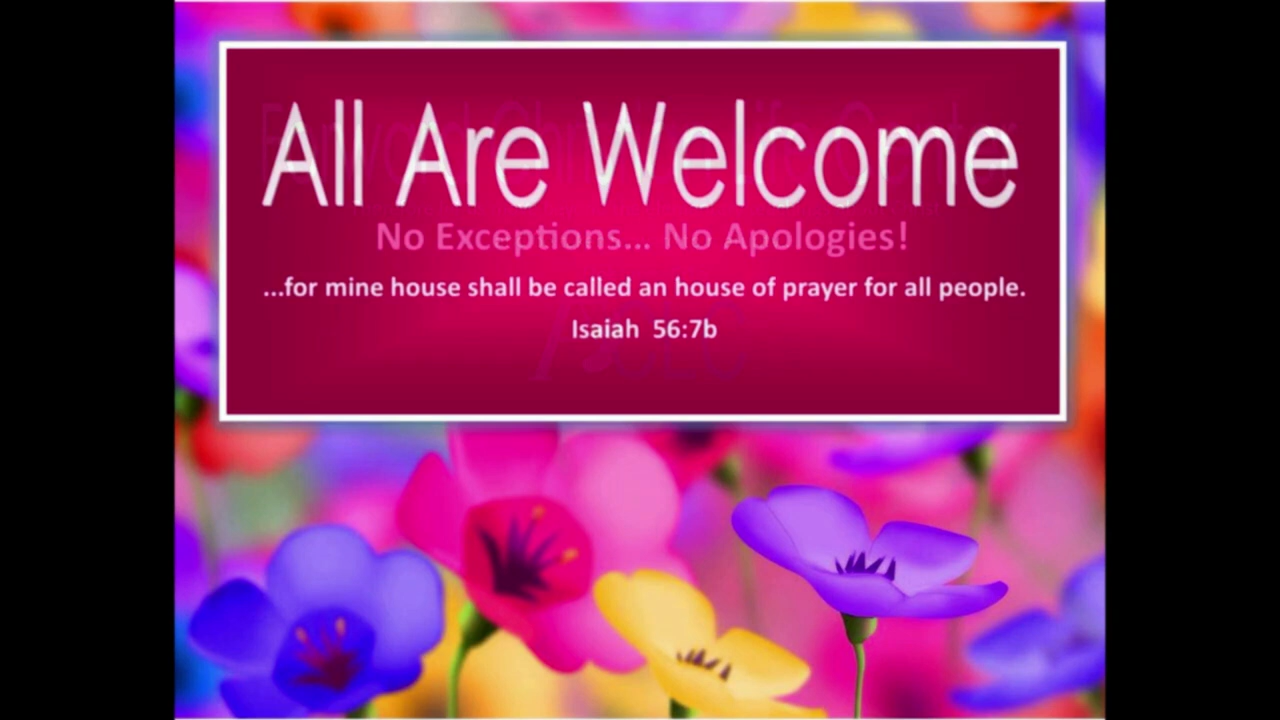 All Are Welcome
No Exceptions... No Apologies!
...for mine house shall be called an house of prayer for all people.
Isaiah 56:7b